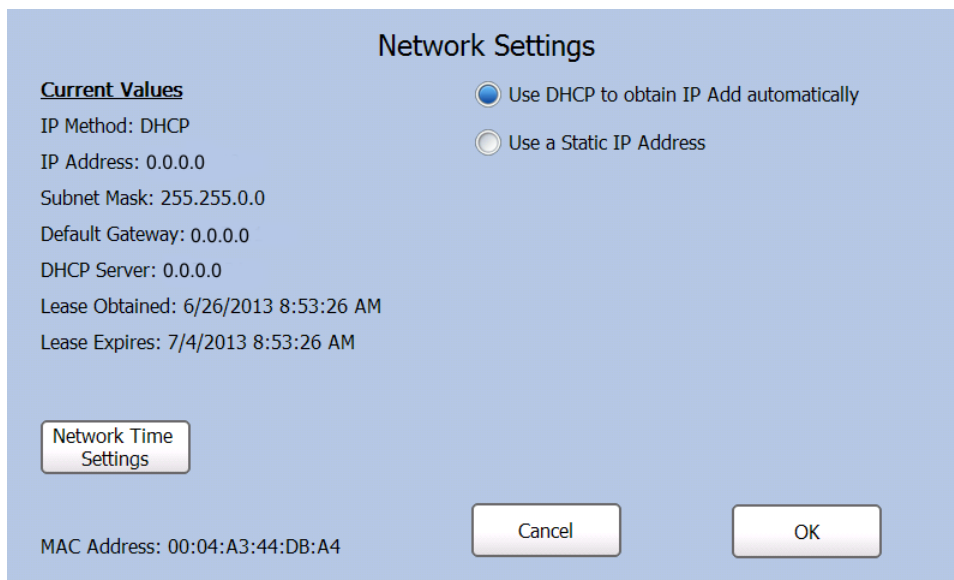 Network Settings
Current Values
IP Method: DHCP
IP Address: 0.0.0.0
Subnet Mask: 255.255.0.0
Default Gateway: 0.0.0.0
DHCP Server: 0.0.0.0
Lease Obtained: 6/26/2013 8:53:26 AM
Lease Expires: 7/4/2013 8:53:26 AM
Use DHCP to obtain IP Add automatically
Use a Static IP Address
Network Time
Settings
MAC Address: 00:04:A3:44:DB:A4
Cancel
OK